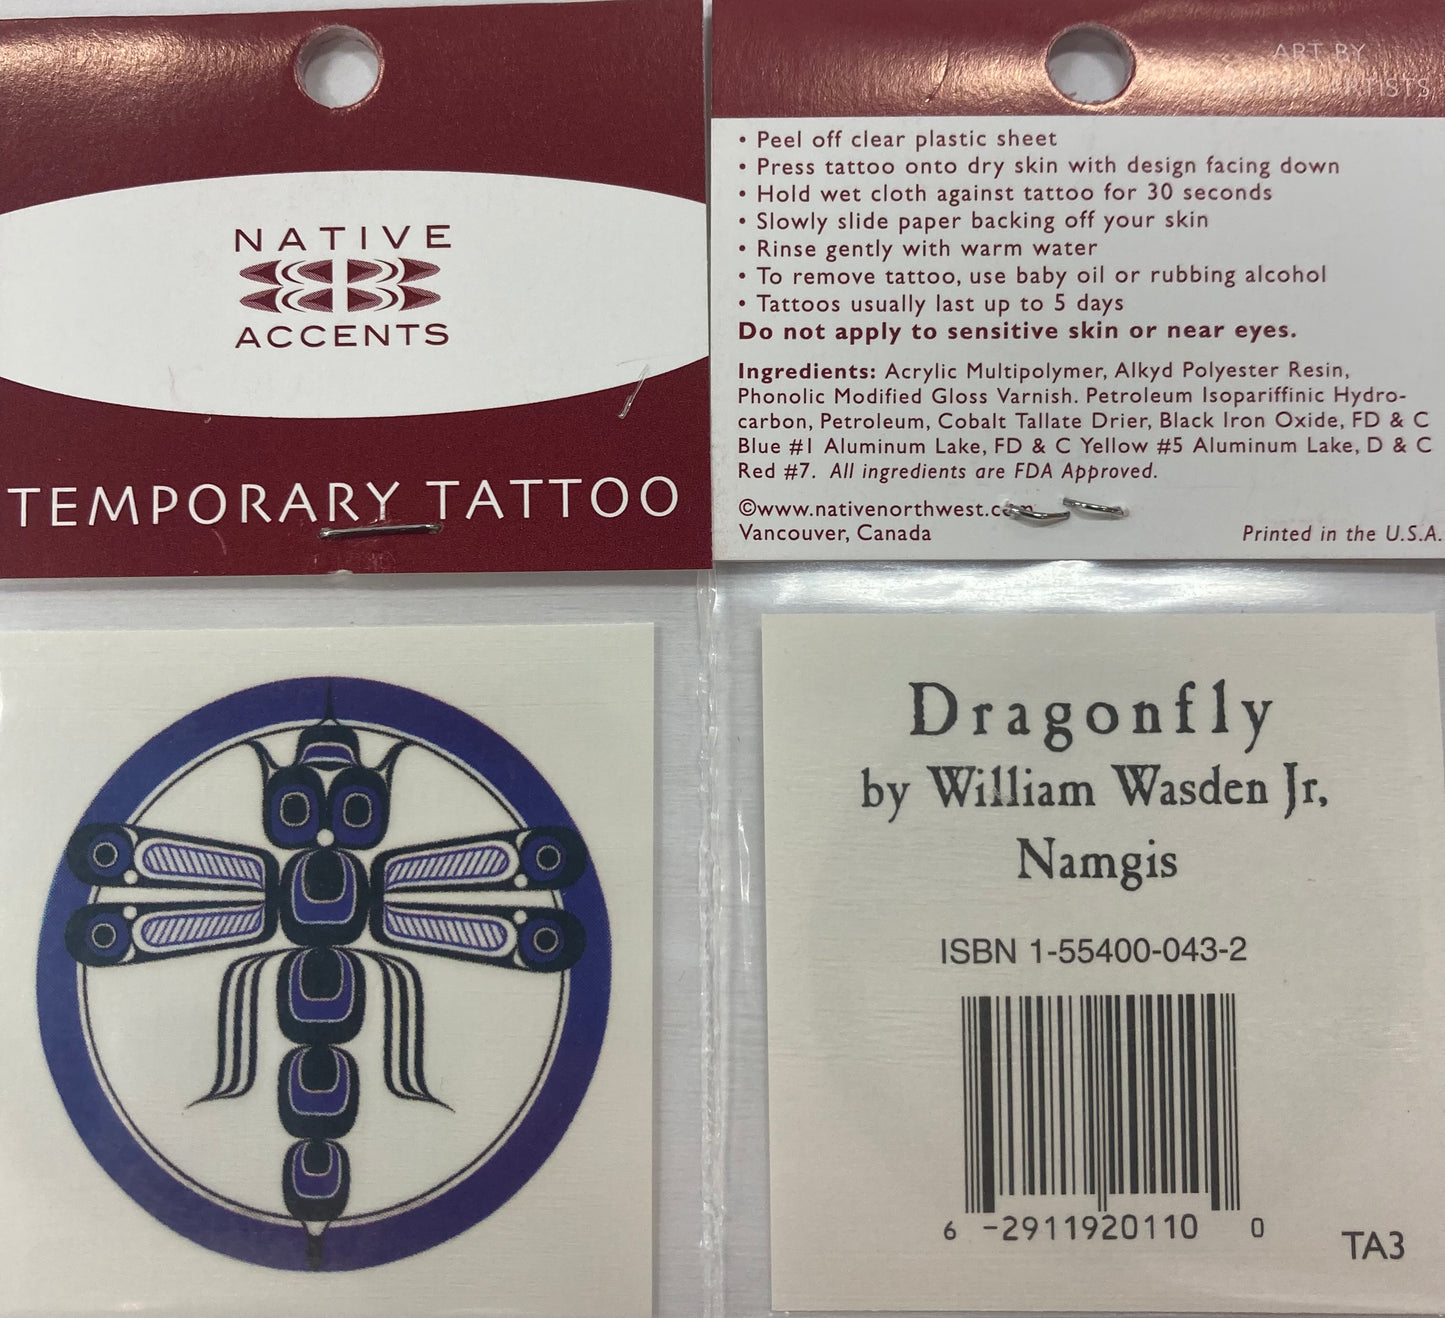 NATIVE
ACCENTS
TEMPORARY TATTOO
ART BY
ARTISTS
• Peel off clear plastic sheet
• Press tattoo onto dry skin with design facing down
• Hold wet cloth against tattoo for 30 seconds
• Slowly slide paper backing off your skin
• Rinse gently with warm water
• To remove tattoo, use baby oil or rubbing alcohol
• Tattoos usually last up to 5 days
Do not apply to sensitive skin or near eyes.
Ingredients: Acrylic Multipolymer, Alkyd Polyester Resin,
Phonolic Modified Gloss Varnish. Petroleum Isopariffinic Hydro-
carbon, Petroleum, Cobalt Tallate Drier, Black Iron Oxide, FD & C
Blue #1 Aluminum Lake, FD & C Yellow #5 Aluminum Lake, D & C
Red #7. All ingredients are FDA Approved.
©www.nativenorthwest.com
Vancouver, Canada
Printed in the U.S.A.
Dragonfly
by William Wasden Jr,
Namgis
ISBN 1-55400-043-2
6 -2911920110 0
TA3